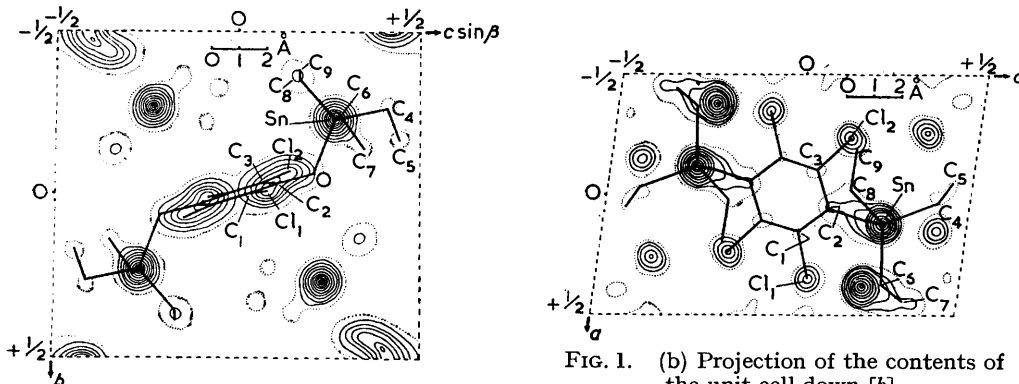 -½
-½
O
+½
c sin β
O 1 2 Å
C₉
C₈
C₆
Sn
C₄
C₃
Cl₂
C₇
C₅
O
O
C₂
C₁
Cl₁
+½
b
-½
-½
O
+½
c
O 1 2 Å
Cl₂
C₃
C₉
Sn
C₅
O
C₈
C₄
C₂
C₁
C₆
Cl₁
C₇
+½
a
FIG. 1. (b) Projection of the contents of
the unit cell down [b]